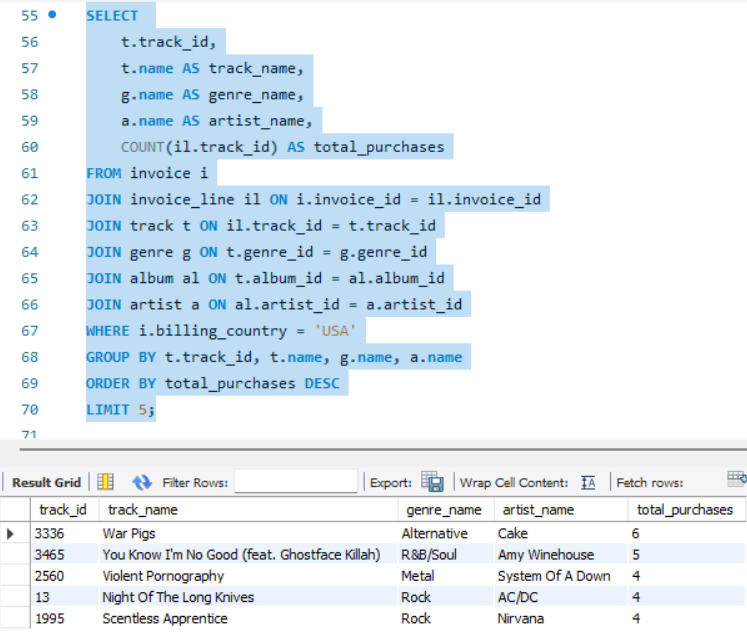 55 SELECT
56 t.track_id,
57 t.name AS track_name,
58 g.name AS genre_name,
59 a.name AS artist_name,
60 COUNT(il.track_id) AS total_purchases
61 FROM invoice i
62 JOIN invoice_line il ON i.invoice_id = il.invoice_id
63 JOIN track t ON il.track_id = t.track_id
64 JOIN genre g ON t.genre_id = g.genre_id
65 JOIN album al ON t.album_id = al.album_id
66 JOIN artist a ON al.artist_id = a.artist_id
67 WHERE i.billing_country = 'USA'
68 GROUP BY t.track_id, t.name, g.name, a.name
69 ORDER BY total_purchases DESC
70 LIMIT 5;
71
Result Grid Filter Rows: Export: Wrap Cell Content: IA Fetch rows:
track_id track_name genre_name artist_name total_purchases
3336 War Pigs Alternative Cake 6
3465 You Know I'm No Good (feat. Ghostface Killah) R&B/Soul Amy Winehouse 5
2560 Violent Pornography Metal System Of A Down 4
13 Night Of The Long Knives Rock AC/DC 4
1995 Scentless Apprentice Rock Nirvana 4